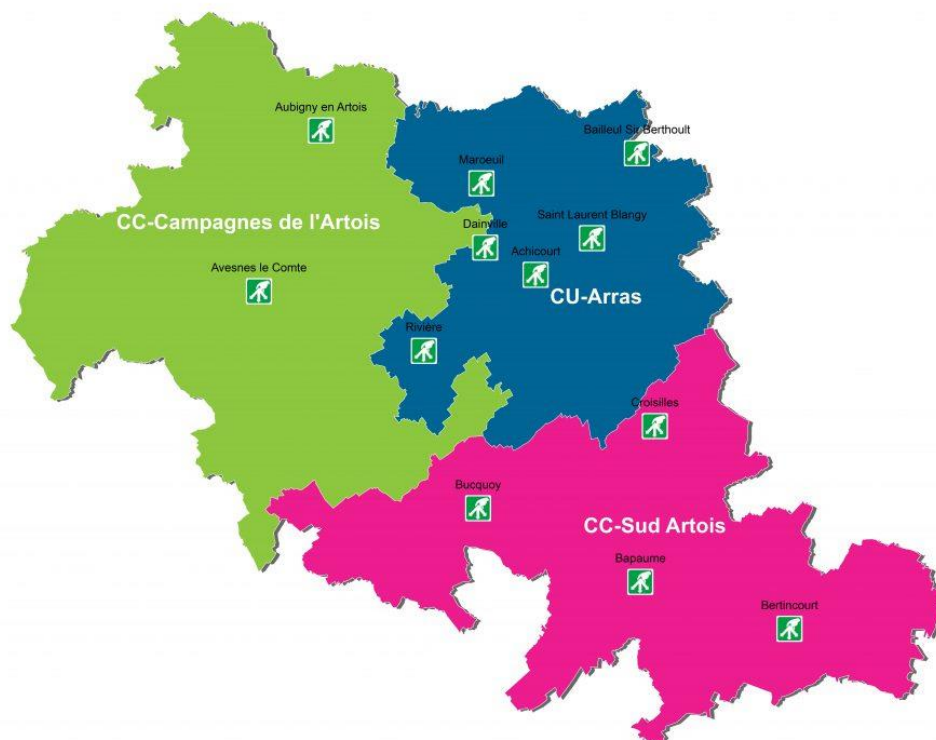 Aubigny en Artois
Bailleul Sir Berthoult
Maroeuil
CC-Campagnes de l'Artois
Saint Laurent Blangy
Dainville
Achicourt
Avesnes le Comte
CU-Arras
Rivière
Croisilles
Bucquoy
CC-Sud Artois
Bapaume
Bertincourt